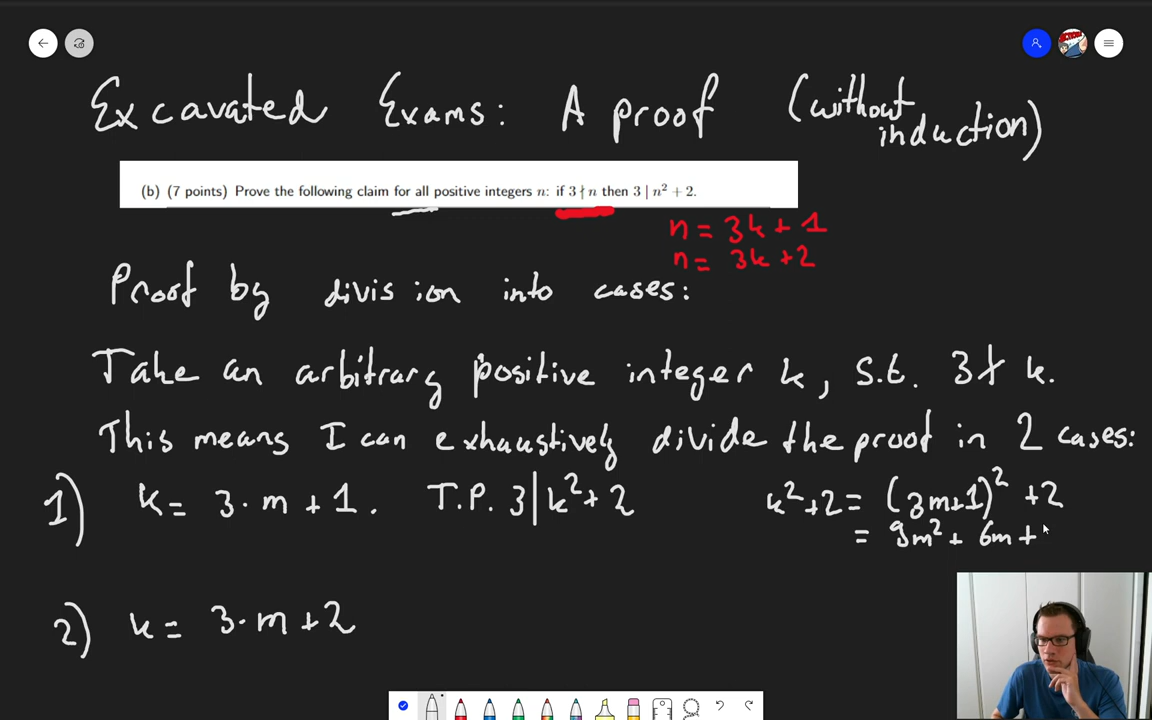 Excavated Exams: A proof (without induction)
(b) (7 points) Prove the following claim for all positive integers n: if 3 ∤ n then 3 | n² + 2.
n = 3k + 1
n = 3k + 2
Proof by division into cases:
Take an arbitrary positive integer k, s.t. 3 ∤ k.
This means I can exhaustively divide the proof in 2 cases:
1) k = 3·m + 1. T.P. 3|k²+2 k²+2 = (3m+1)² +2
= 9m² + 6m +
2) k = 3·m+2